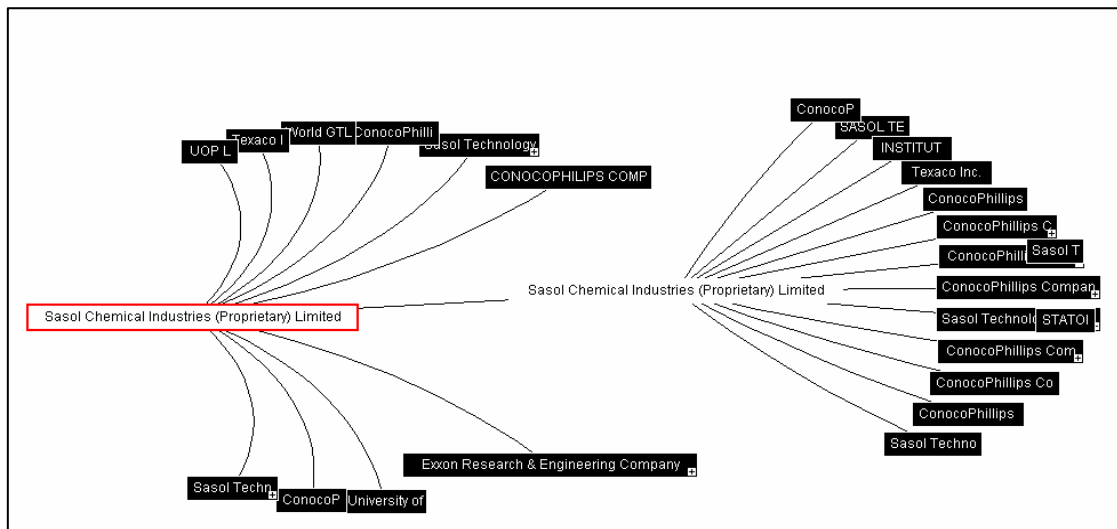 ConocoP
SASOL TE
World GTL
ConocoPhilli
Texaco I
Sasol Technology
UOP L
INSTITUT
CONOCOPHILIPS COMP
Texaco Inc.
ConocoPhillips
ConocoPhillips C
Sasol T
ConocoPhilli
Sasol Chemical Industries (Proprietary) Limited
ConocoPhillips Compan
Sasol Chemical Industries (Proprietary) Limited
Sasol Technolo
STATOI
ConocoPhillips Com
ConocoPhillips Co
ConocoPhillips
Sasol Techno
Exxon Research & Engineering Company
Sasol Techn
ConocoP
University of